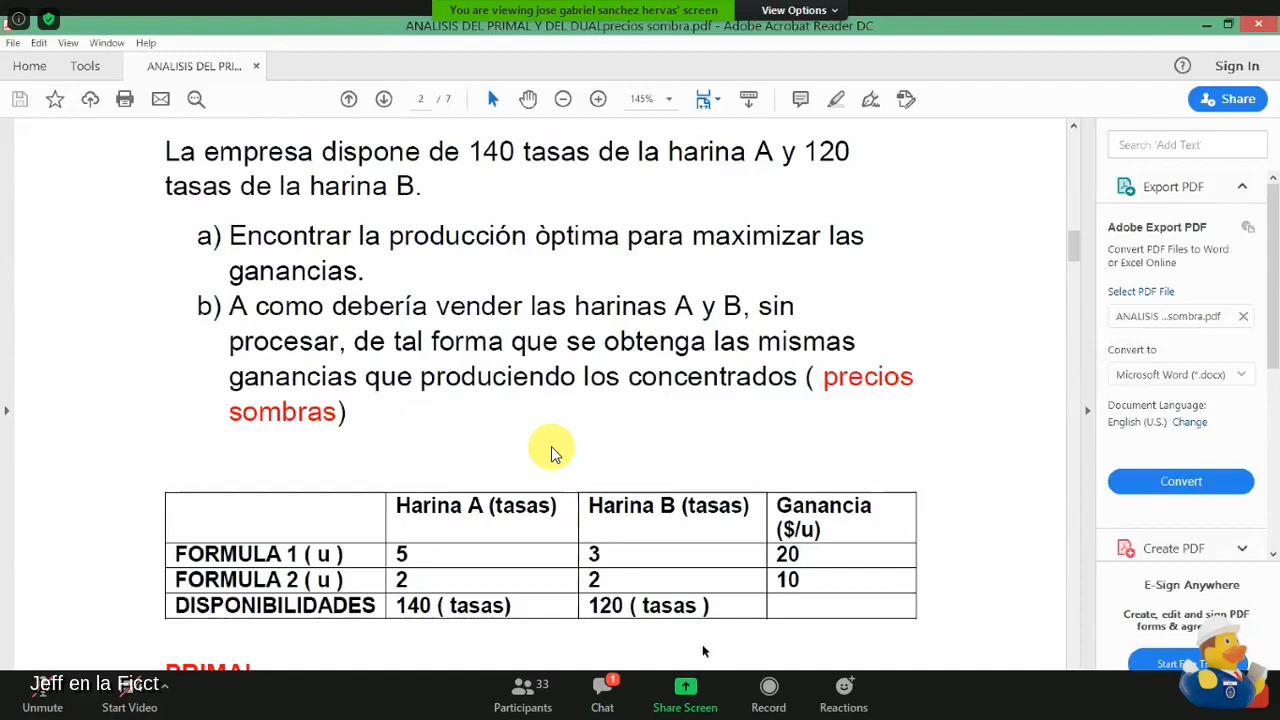 You are viewing jose gabriel sanchez hervas' screen
View Options
ANALISIS DEL PRIMAL Y DEL DUALprecios sombra.pdf - Adobe Acrobat Reader DC
File Edit View Window Help
Home Tools ANALISIS DEL PRI... Sign In
2 / 7 145% Share
La empresa dispone de 140 tasas de la harina A y 120
tasas de la harina B.
a) Encontrar la producción òptima para maximizar las
ganancias.
b) A como debería vender las harinas A y B, sin
procesar, de tal forma que se obtenga las mismas
ganancias que produciendo los concentrados ( precios
sombras)
Harina A (tasas) Harina B (tasas) Ganancia
($/u)
FORMULA 1 ( u ) 5 3 20
FORMULA 2 ( u ) 2 2 10
DISPONIBILIDADES 140 ( tasas) 120 ( tasas )
PRIMAL
Search 'Add Text'
Export PDF
Adobe Export PDF
Convert PDF Files to Word
or Excel Online
Select PDF File
ANALISIS ...sombra.pdf
Convert to
Microsoft Word (*.docx)
Document Language:
English (U.S.) Change
Convert
Create PDF
E-Sign Anywhere
Create, edit and sign PDF
forms &
Jeff en la Fict
Unmute Start Video Participants 33 Chat 1 Share Screen Record Reactions